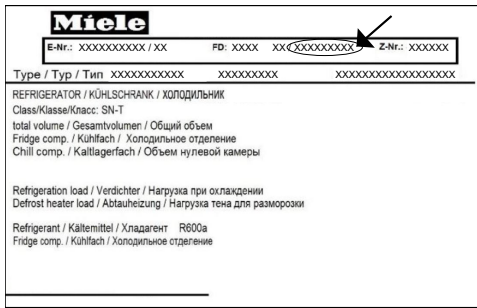 Miele
E-Nr.: XXXXXXXXXX / XX FD: XXXX XX XXXXXXXXX Z-Nr.: XXXXXX
Type / Typ / Тип XXXXXXXXXXX XXXXXXXXX XXXXXXXXXXXXXXXXXX
REFRIGERATOR / KÜHLSCHRANK / ХОЛОДИЛЬНИК
Class/Klasse/Класс: SN-T
total volume / Gesamtvolumen / Общий объем
Fridge comp. / Kühlfach / Холодильное отделение
Chill comp. / Kaltlagerfach / Объем нулевой камеры
Refrigeration load / Verdichter / Нагрузка при охлаждении
Defrost heater load / Abtauheizung / Нагрузка тена для разморозки
Refrigerant / Kältemittel / Хладагент R600a
Fridge comp. / Kühlfach / Холодильное отделение